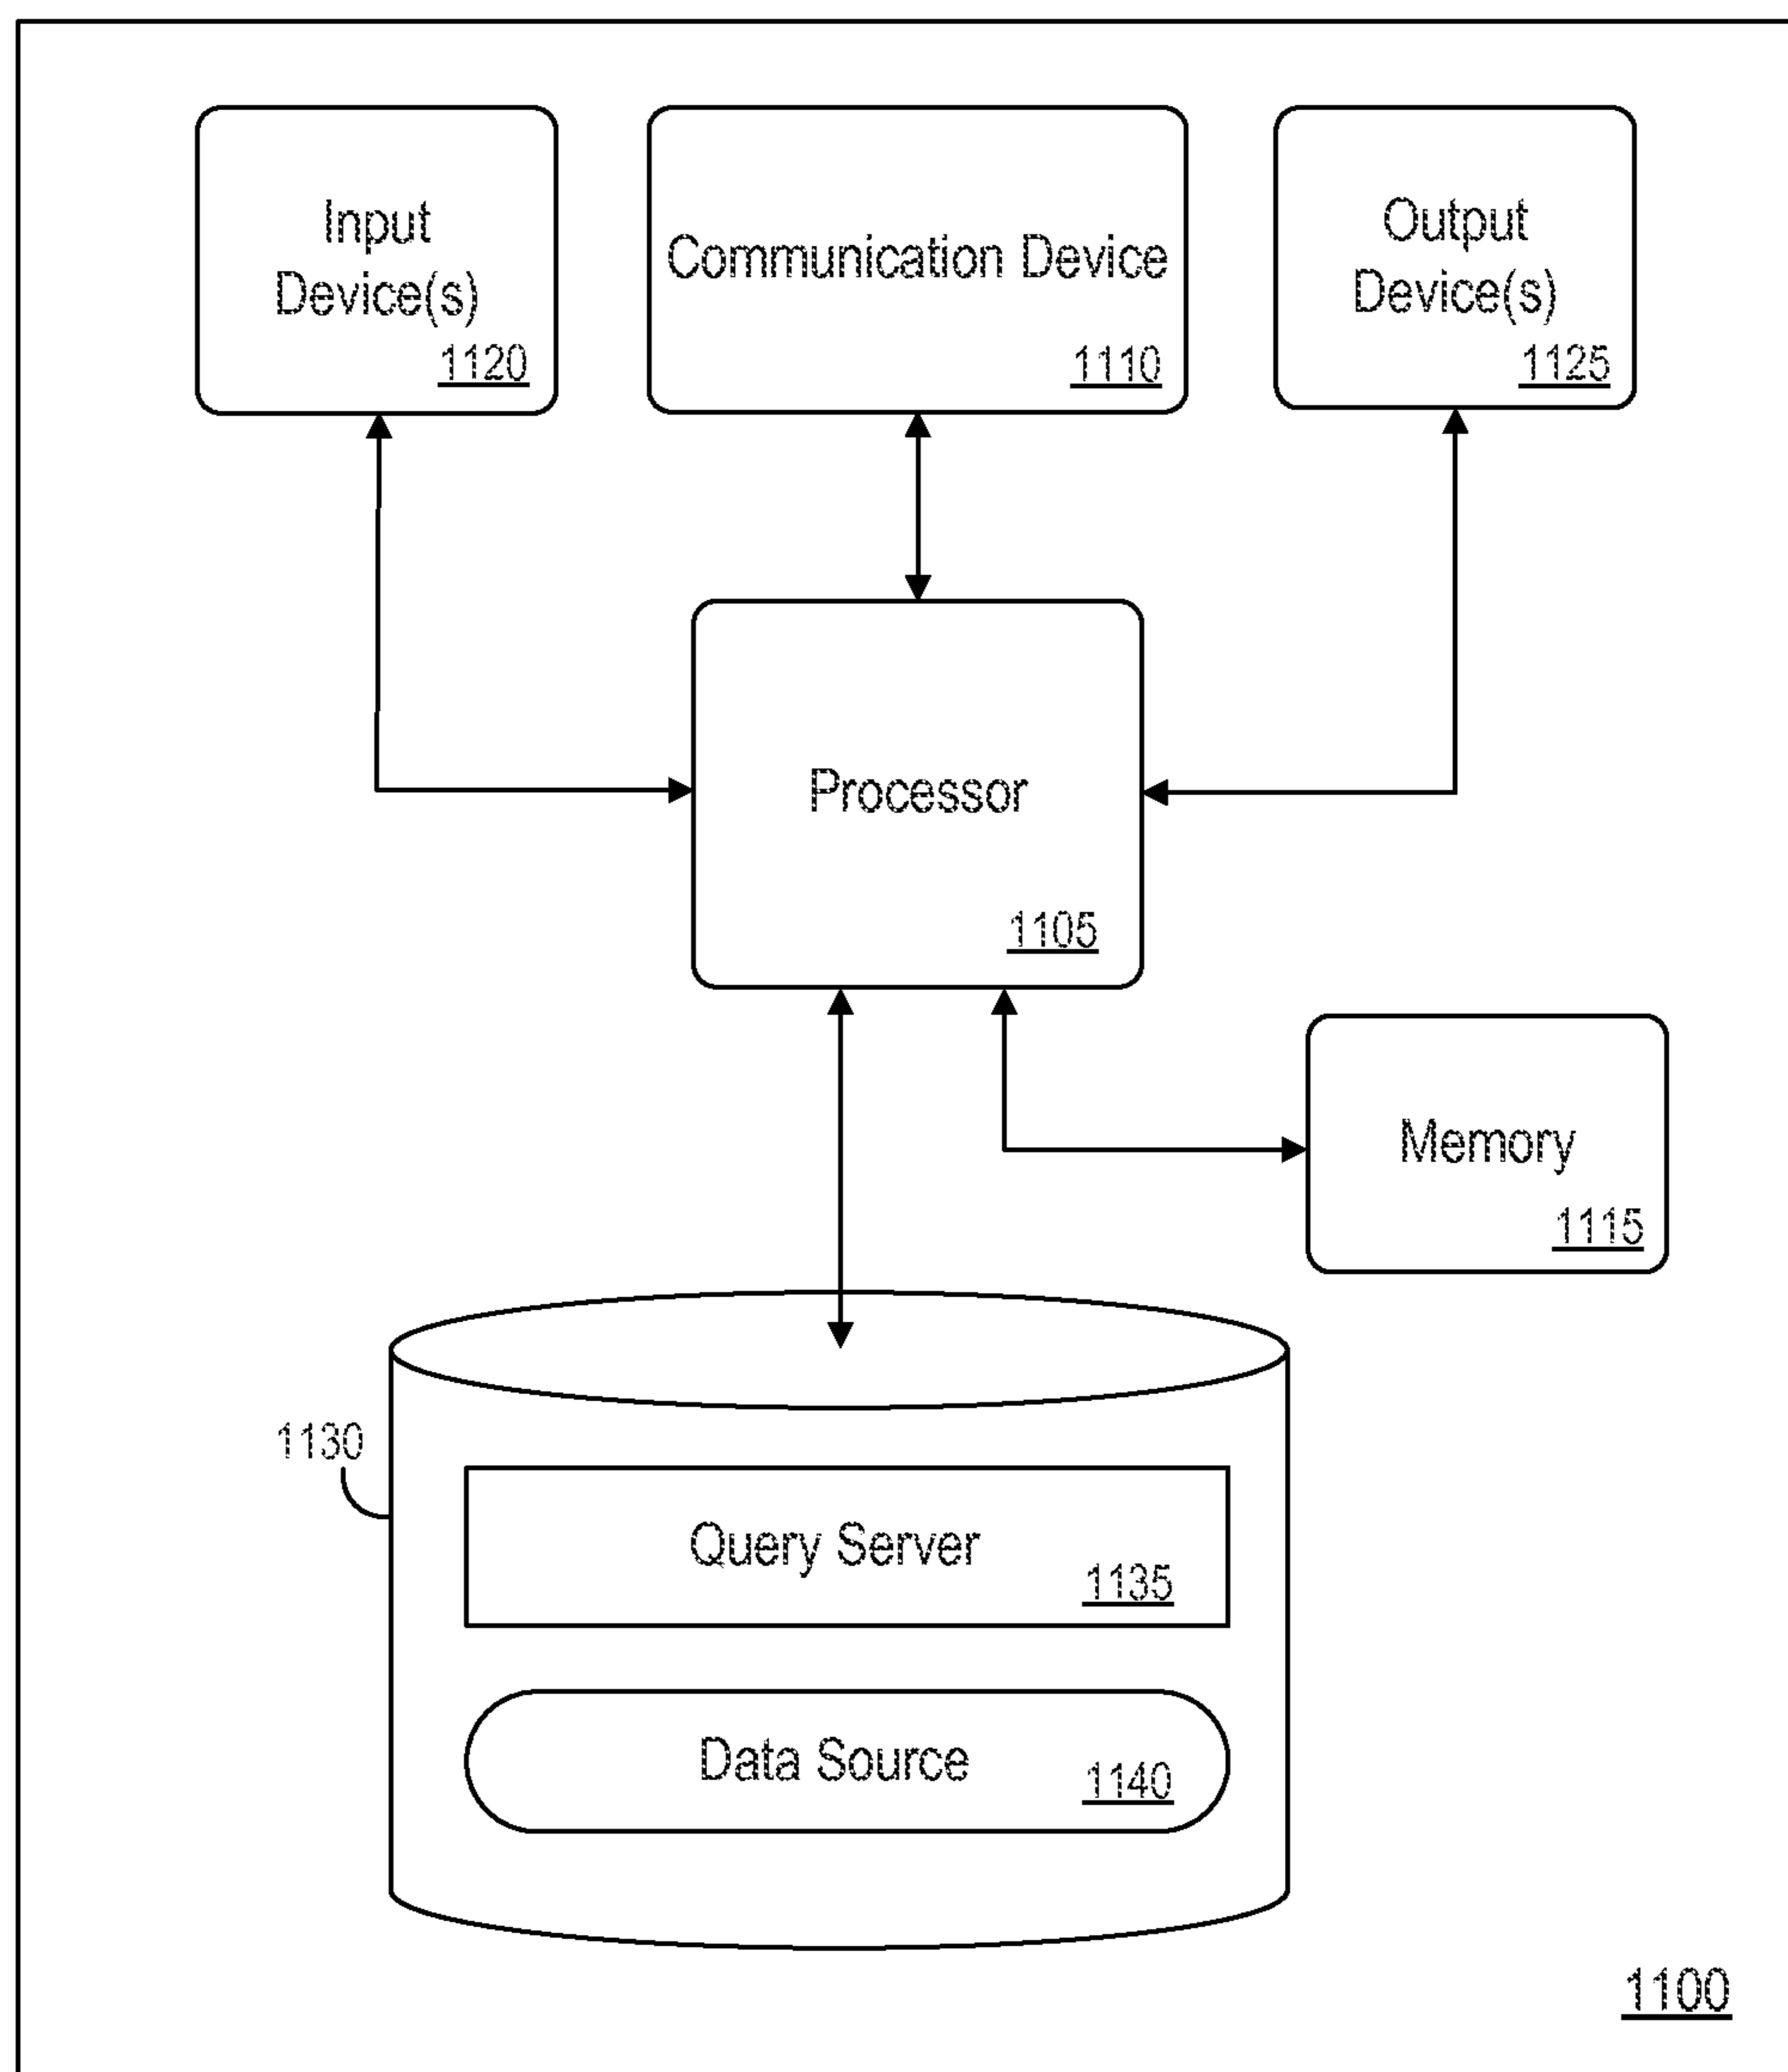 Input
Device(s)
1120
Communication Device
1110
Output
Device(s)
1125
Processor
1105
Memory
1115
1130
Query Server
1135
Data Source
1140
1100